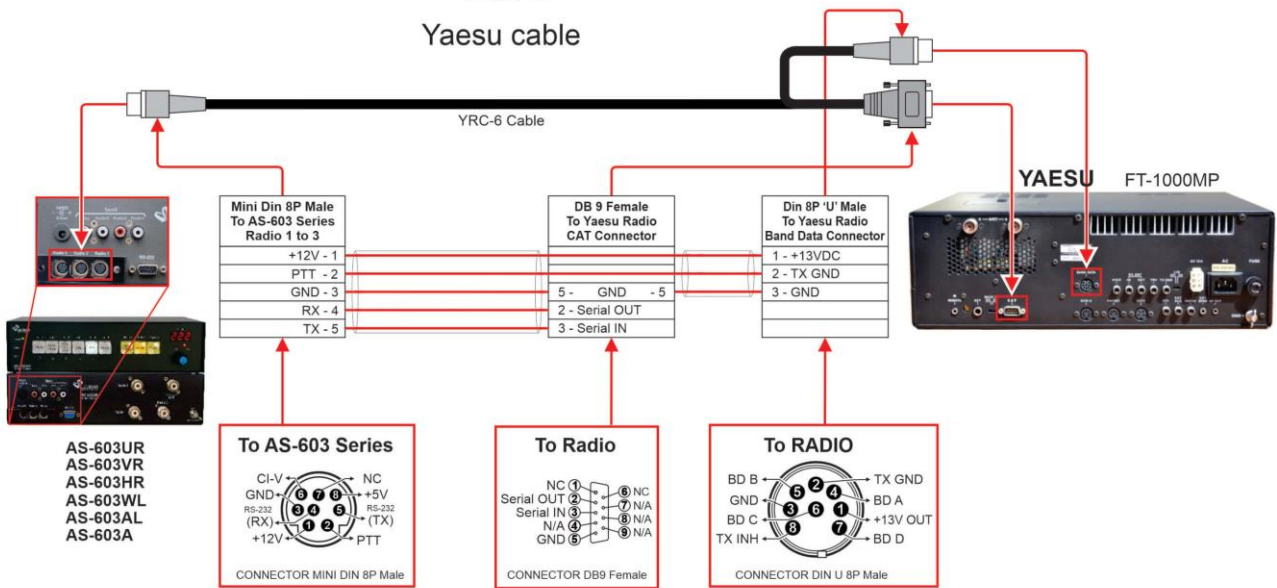 Yaesu cable
YRC-6 Cable
YAESU FT-1000MP
Mini Din 8P Male
To AS-603 Series
Radio 1 to 3
+12V - 1
PTT - 2
GND - 3
RX - 4
TX - 5
DB 9 Female
To Yaesu Radio
CAT Connector
5 - GND - 5
2 - Serial OUT
3 - Serial IN
Din 8P ‘U’ Male
To Yaesu Radio
Band Data Connector
1 - +13VDC
2 - TX GND
3 - GND
RS-232
CAT
AS-603UR
AS-603VR
AS-603HR
AS-603WL
AS-603AL
AS-603A
To AS-603 Series
CI-V
NC
GND
+5V
RS-232
(RX)
RS-232
(TX)
+12V
PTT
6 7 8
3 4 5
1 2
CONNECTOR MINI DIN 8P Male
To Radio
NC 1
Serial OUT 2
Serial IN 3
N/A 4
GND 5
6 NC
7 N/A
8 N/A
9 N/A
CONNECTOR DB9 Female
To RADIO
BD B
TX GND
GND
BD A
BD C
+13V OUT
TX INH
BD D
2
5 4
3 6 1
8 7
CONNECTOR DIN U 8P Male